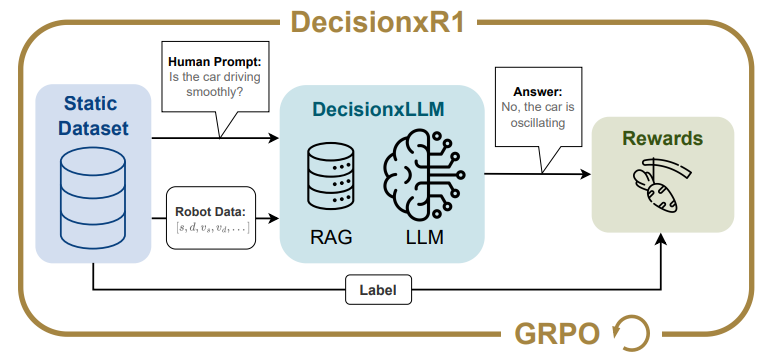 DecisionxR1
Human Prompt:
Is the car driving
smoothly?
Static
Dataset
DecisionxLLM
Answer:
No, the car is
oscillating
Rewards
Robot Data:
[s, d, v_s, v_d, . . . ]
RAG
LLM
Label
GRPO